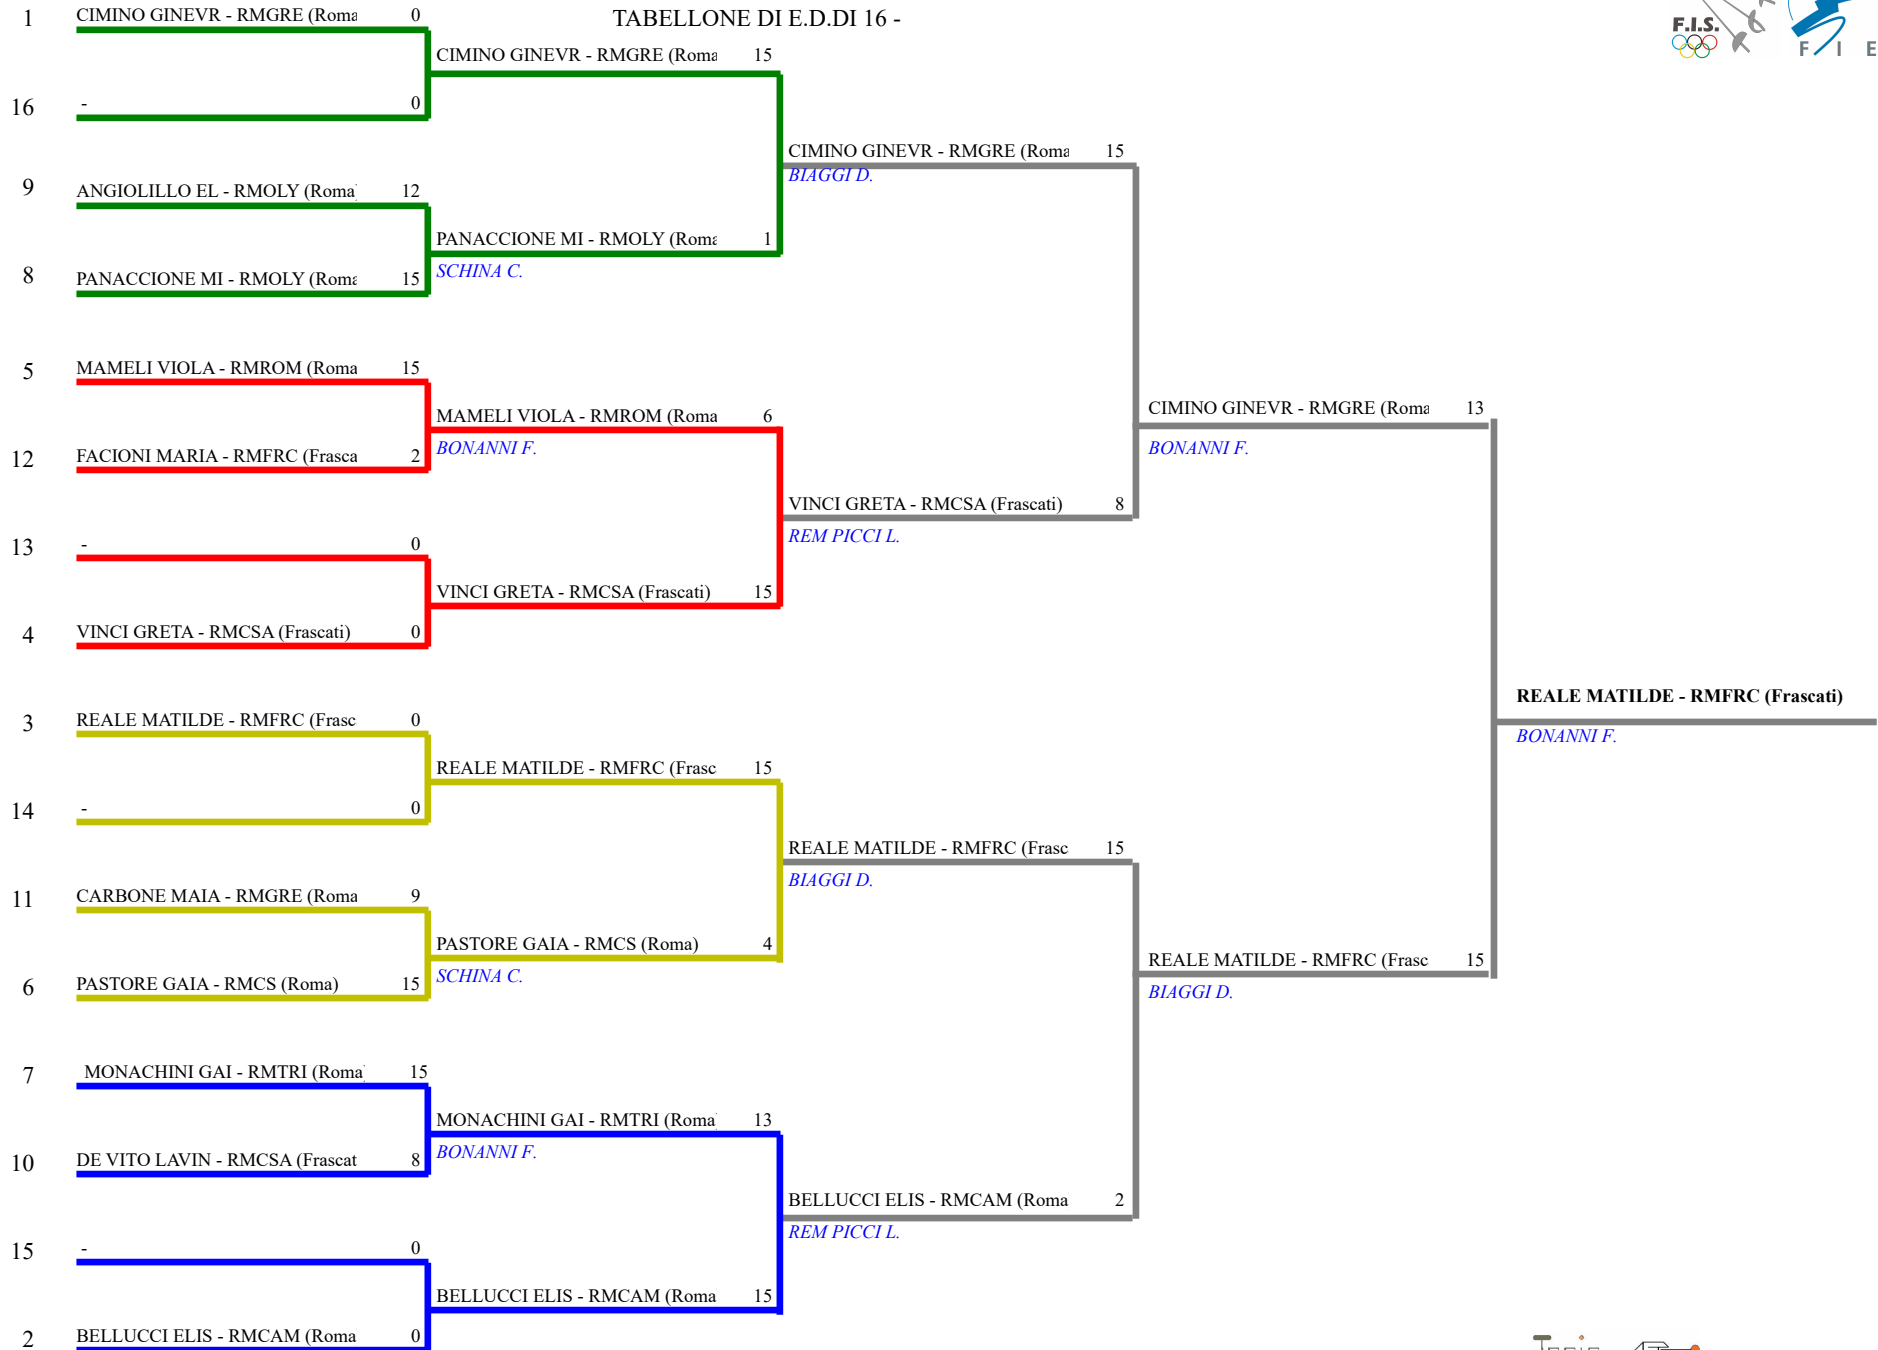 TABELLONE DI E.D.DI 16 -
F.I.S.
F I E
1 CIMINO GINEVR - RMGRE (Roma 0
CIMINO GINEVR - RMGRE (Roma 15
16 - 0
CIMINO GINEVR - RMGRE (Roma 15
BIAGGI D.
9 ANGIOLILLO EL - RMOLY (Roma) 12
PANACCIONE MI - RMOLY (Roma 1
SCHINA C.
8 PANACCIONE MI - RMOLY (Roma 15
5 MAMELI VIOLA - RMROM (Roma 15
MAMELI VIOLA - RMROM (Roma 6
BONANNI F.
CIMINO GINEVR - RMGRE (Roma 13
BONANNI F.
12 FACIONI MARIA - RMFRC (Frasca 2
VINCI GRETA - RMCSA (Frascati) 8
REM PICCI L.
13 - 0
VINCI GRETA - RMCSA (Frascati) 15
4 VINCI GRETA - RMCSA (Frascati) 0
REALE MATILDE - RMFRC (Frascati)
BONANNI F.
3 REALE MATILDE - RMFRC (Frasc 0
REALE MATILDE - RMFRC (Frasc 15
14 - 0
REALE MATILDE - RMFRC (Frasc 15
BIAGGI D.
11 CARBONE MAIA - RMGRE (Roma 9
PASTORE GAIA - RMCS (Roma) 4
SCHINA C.
REALE MATILDE - RMFRC (Frasc 15
BIAGGI D.
6 PASTORE GAIA - RMCS (Roma) 15
7 MONACHINI GAI - RMTRI (Roma) 15
MONACHINI GAI - RMTRI (Roma) 13
BONANNI F.
10 DE VITO LAVIN - RMCSA (Frascat 8
BELLUCCI ELIS - RMCAM (Roma 2
REM PICCI L.
15 - 0
BELLUCCI ELIS - RMCAM (Roma 15
2 BELLUCCI ELIS - RMCAM (Roma 0